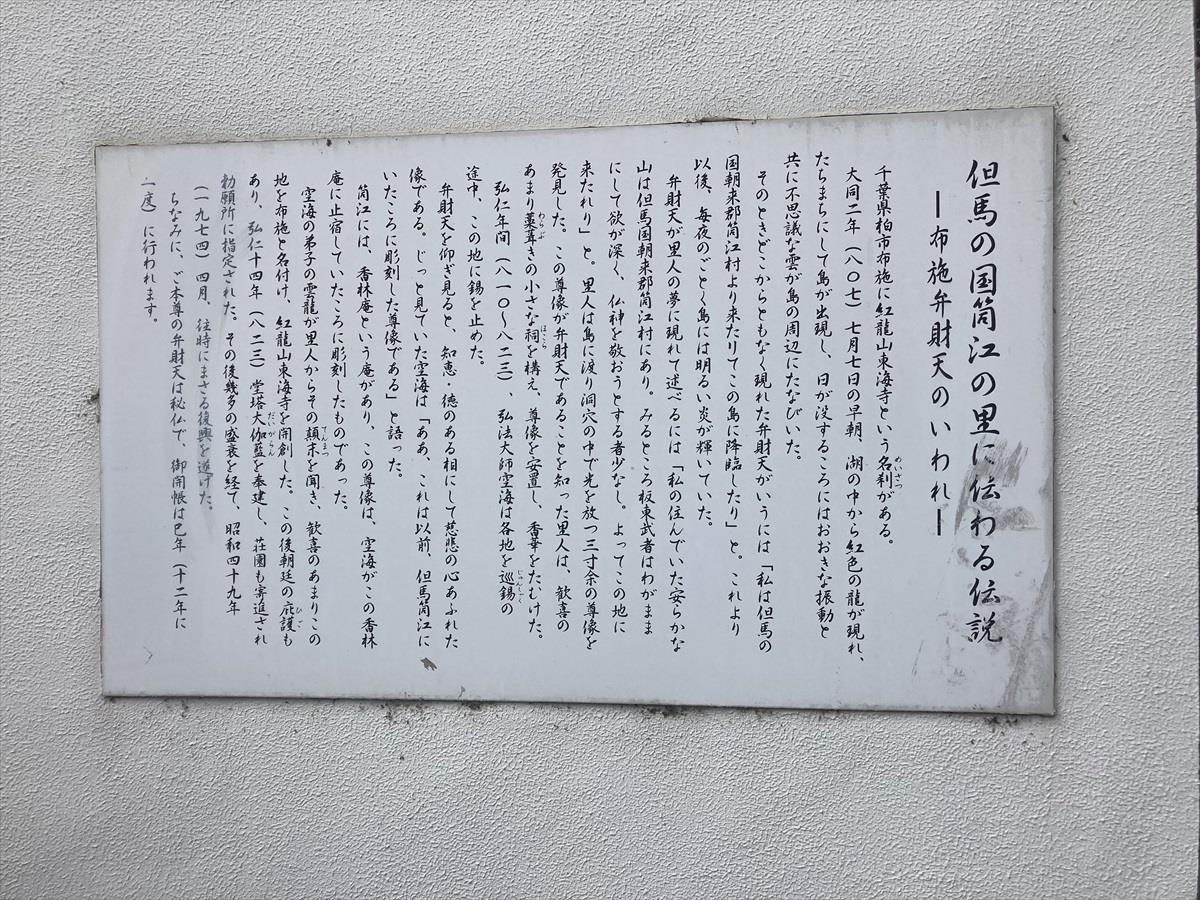 但馬の国筒江の里に伝わる伝説
ー布施弁財天のいわれー
千葉県柏市布施に紅龍山東海寺という名刹がある。
めいさつ
大同二年（八〇七）七月七日の早朝、湖の中から紅色の龍が現れ、
たちまちにして島が出現し、日が没するころにはおおきな振動と
共に不思議な雲が島の周辺にたなびいた。
そのときどこからともなく現れた弁財天がいうには「私は但馬の
国朝来郡筒江村より来たりてこの島に降臨したり」と。これより
以後、毎夜のごとく島には明るい炎が輝いていた。
弁財天が里人の夢に現れて述べるには「私の住んでいた安らかな
山は但馬国朝来郡筒江村にあり。みるところ板東武者はわがまま
にして欲が深く、仏神を敬おうとする者少なし。よってこの地に
来たれり」と。里人は島に渡り洞穴の中で光を放つ三寸余の尊像を
発見した。この尊像が弁財天であることを知った里人は、歓喜の
あまり藁葺きの小さな祠を構え、尊像を安置し、香華をたむけた。
わらぶ
ほこら
弘仁年間（八一〇〜八二三）、弘法大師空海は各地を巡錫の
じゅんしゃく
途中、この地に錫を止めた。
弁財天を仰ぎ見ると、知恵・徳のある相にして慈悲の心あふれた
像である。じっと見ていた空海は「ああ、これは以前、但馬筒江に
いたころに彫刻した尊像である」と語った。
筒江には、香林庵という庵があり、この尊像は、空海がこの香林
庵に止宿していたころに彫刻したものであった。
空海の弟子の雲龍が里人からその顛末を聞き、歓喜のあまりこの
てんまつ
地を布施と名付け、紅龍山東海寺を開創した。この後朝廷の庇護も
ひご
あり、弘仁十四年（八二三）堂塔大伽藍を奉建し、荘園も寄進され
だいがらん
勅願所に指定された。その後幾多の盛衰を経て、昭和四十九年
（一九七四）四月、往時にまさる復興を遂げた。
ちなみに、ご本尊の弁財天は秘仏で、御開帳は巳年（十二年に
一度）に行われます。